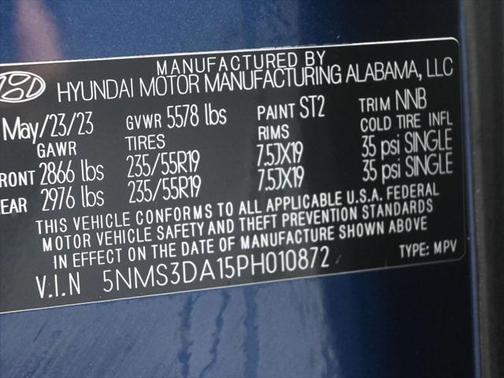 MANUFACTURED BY
HYUNDAI MOTOR MANUFACTURING ALABAMA, LLC
May/23/23 GVWR 5578 lbs PAINT ST2 TRIM NNB
GAWR TIRES RIMS COLD TIRE INFL
FRONT 2866 lbs 235/55R19 7.5JX19 35 psi SINGLE
EAR 2976 lbs 235/55R19 7.5JX19 35 psi SINGLE
THIS VEHICLE CONFORMS TO ALL APPLICABLE U.S.A. FEDERAL
MOTOR VEHICLE SAFETY AND THEFT PREVENTION STANDARDS
IN EFFECT ON THE DATE OF MANUFACTURE SHOWN ABOVE.
V.I.N 5NMS3DA15PH010872 TYPE: MPV